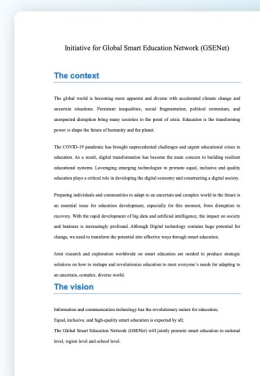 Initiative for Global Smart Education Network (GSENet)
The context
The global world is becoming more apparent and diverse with accelerated climate change and
uncertain situations. Persistent inequalities, social fragmentation, political extremism, and
unexpected disruption bring many societies to the point of crisis. Education is the transforming
power to shape the future of humanity and the planet.
The COVID-19 pandemic has brought unprecedented challenges and urgent educational crises to
education. As a result, digital transformation has become the main concern in building resilient
educational systems. Leveraging emerging technologies to promote equal, inclusive and quality
education plays a critical role in developing the digital economy and constructing a digital society.
Preparing individuals and communities to adapt to an uncertain and complex world in the future is
an essential issue for education development, especially for this moment, from disruption to
recovery. With the rapid development of big data and artificial intelligence, the impact on society
and business is increasingly profound. Although Digital technology contains huge potential for
change, we need to transform the potential into effective ways through smart education.
Joint research and exploration worldwide on smart education are needed to produce strategic
solutions on how to reshape and revolutionize education to meet everyone's needs for adapting to
an uncertain, complex, diverse world.
The vision
Information and communication technology has the revolutionary nature for education;
Equal, inclusive, and high-quality smart education is expected by all;
The Global Smart Education Network (GSENet) will jointly promote smart education in national
level, region level and school level.